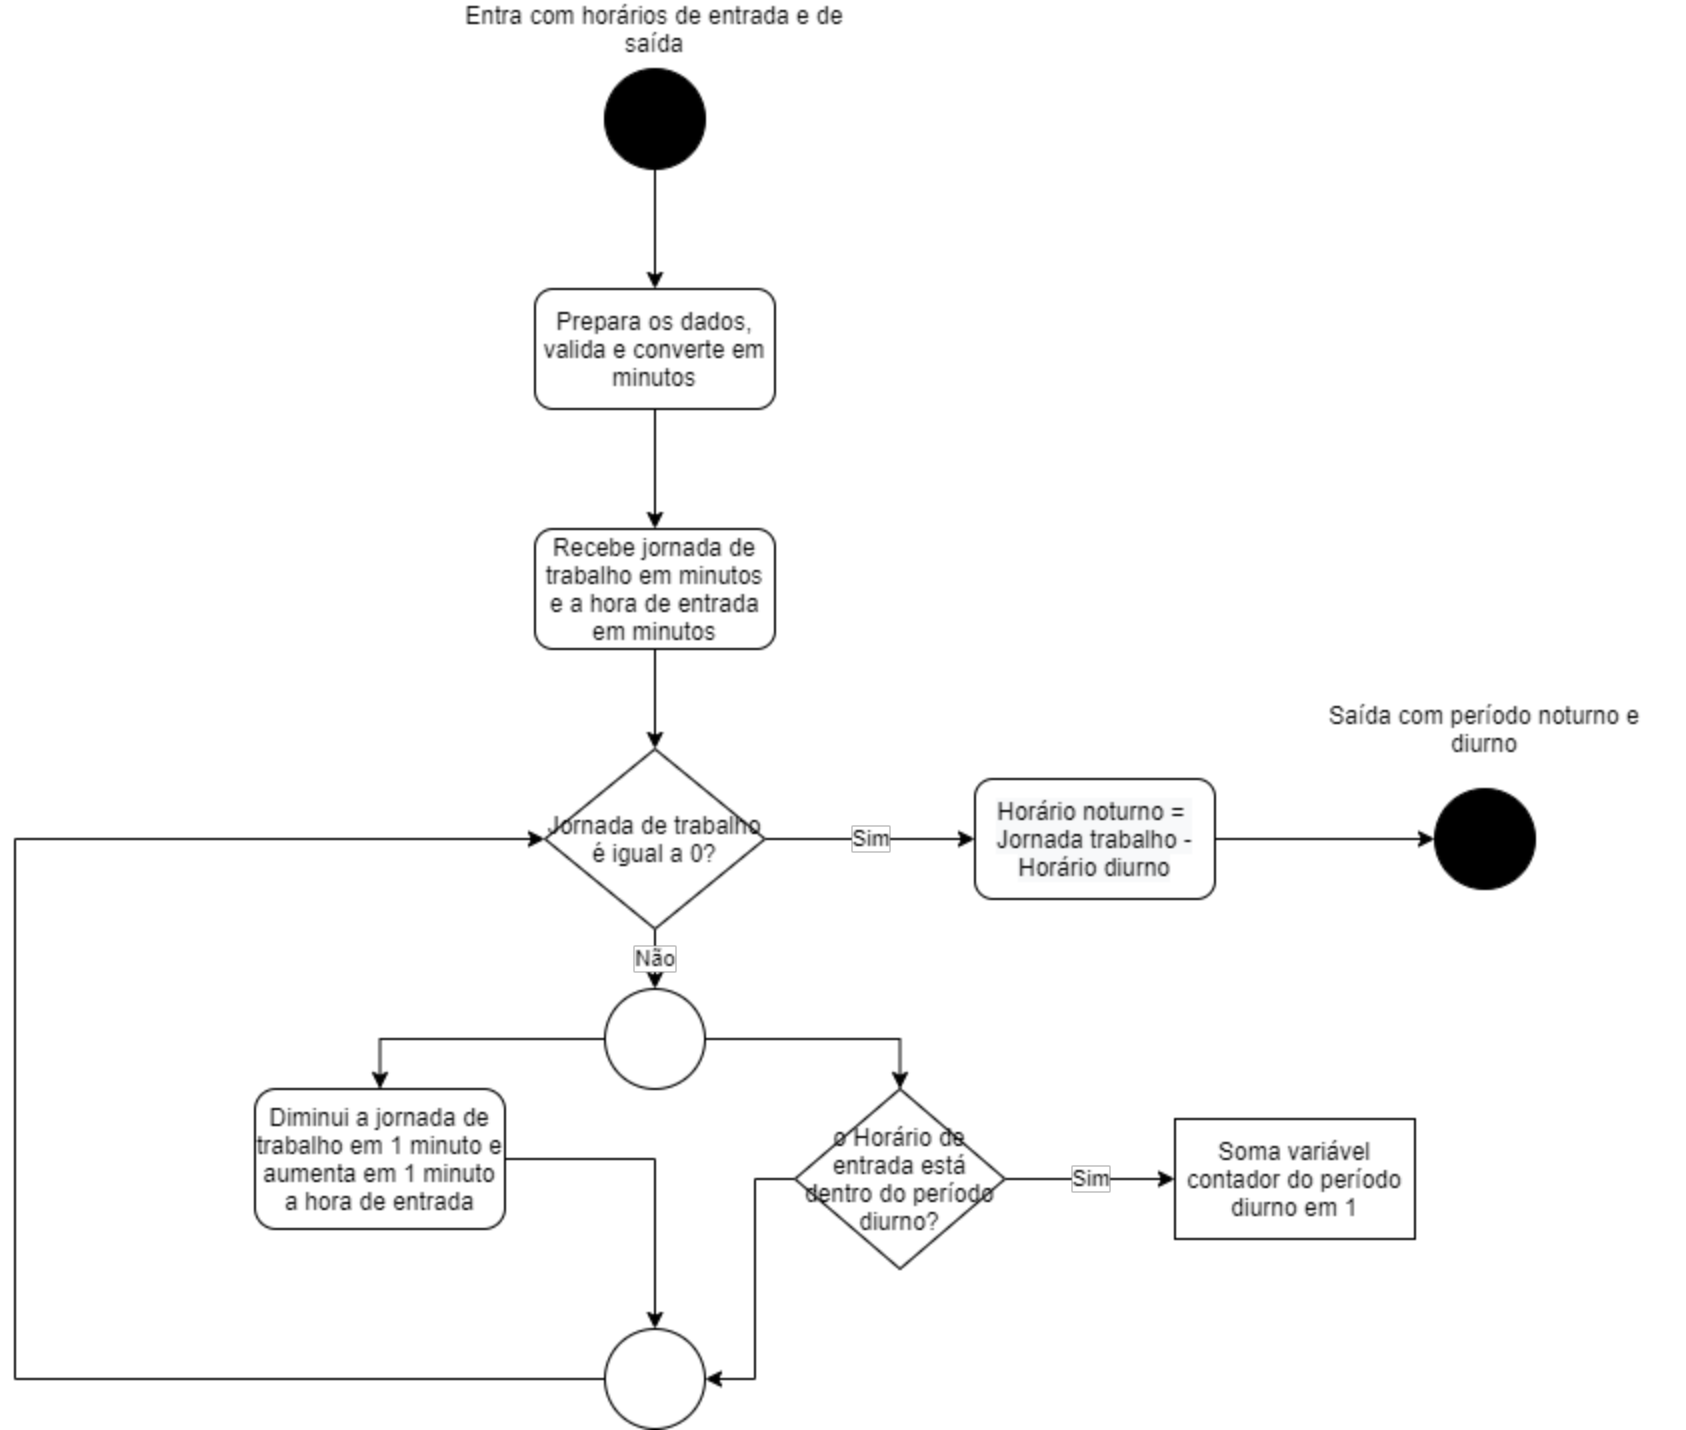 Entra com horários de entrada e de
saída
Prepara os dados,
valida e converte em
minutos
Recebe jornada de
trabalho em minutos
e a hora de entrada
em minutos
Saída com período noturno e
diurno
Jornada de trabalho
é igual a 0?
Sim
Horário noturno =
Jornada trabalho -
Horário diurno
Não
Diminui a jornada de
trabalho em 1 minuto e
aumenta em 1 minuto
a hora de entrada
o Horário de
entrada está
dentro do período
diurno?
Sim
Soma variável
contador do período
diurno em 1